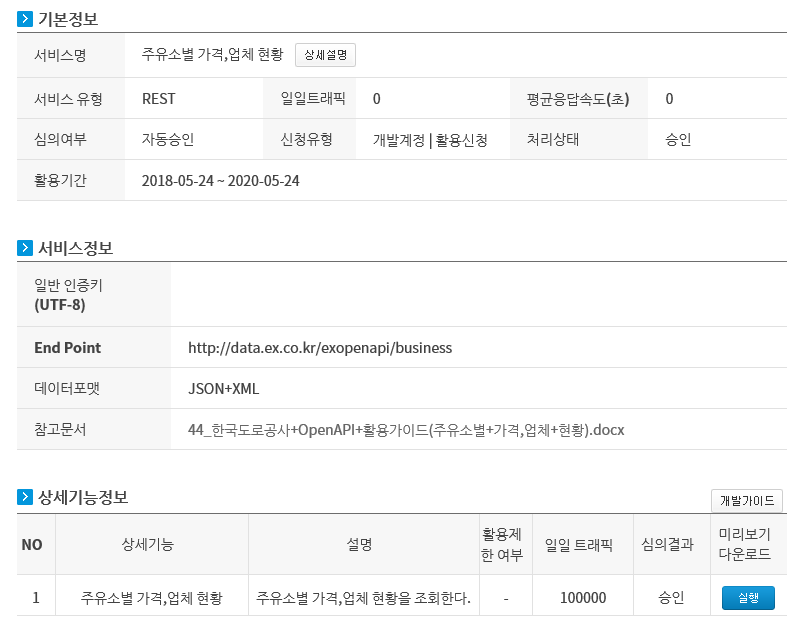 기본정보
서비스명 주유소별 가격,업체 현황 상세설명
서비스 유형 REST 일일트래픽 0 평균응답속도(초) 0
심의여부 자동승인 신청유형 개발계정 | 활용신청 처리상태 승인
활용기간 2018-05-24 ~ 2020-05-24
서비스정보
일반 인증키
(UTF-8)
End Point http://data.ex.co.kr/exopenapi/business
데이터포맷 JSON+XML
참고문서 44_한국도로공사+OpenAPI+활용가이드(주유소별+가격,업체+현황).docx
상세기능정보 개발가이드
NO 상세기능 설명 활용제한 여부 일일 트래픽 심의결과 미리보기 다운로드
1 주유소별 가격,업체 현황 주유소별 가격,업체 현황을 조회한다. - 100000 승인 실행